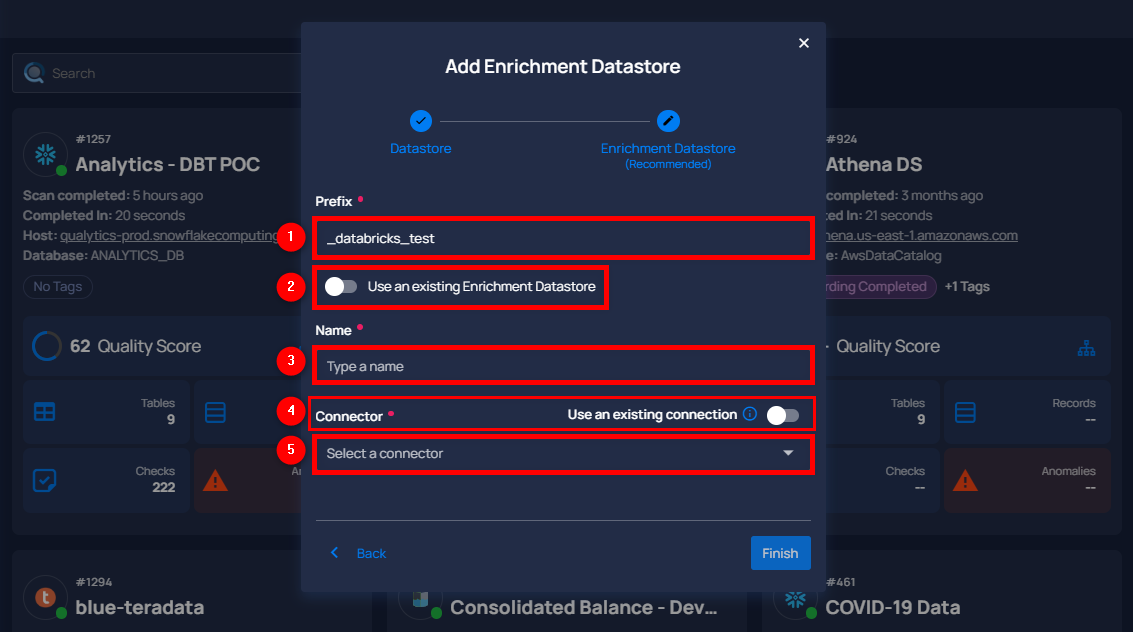 Add Enrichment Datastore
Datastore
Enrichment Datastore
(Recommended)
Prefix •
1
_databricks_test
2
Use an existing Enrichment Datastore
Name •
3
Type a name
4
Connector •
Use an existing connection
5
Select a connector
Back
Finish
Search
#1257
Analytics - DBT POC
Scan completed: 5 hours ago
Completed In: 20 seconds
Host: qualytics-prod.snowflakecomputing
Database: ANALYTICS_DB
No Tags
62 Quality Score
Tables
9
Checks
222
#924
Athena DS
completed: 3 months ago
In: 21 seconds
.us-east-1.amazonaws.com
AwsDataCatalog
Completed
+1 Tags
Quality Score
Tables
9
Records
--
Checks
--
Anomalies
--
#1294
blue-teradata
Consolidated Balance - Dev...
#461
COVID-19 Data